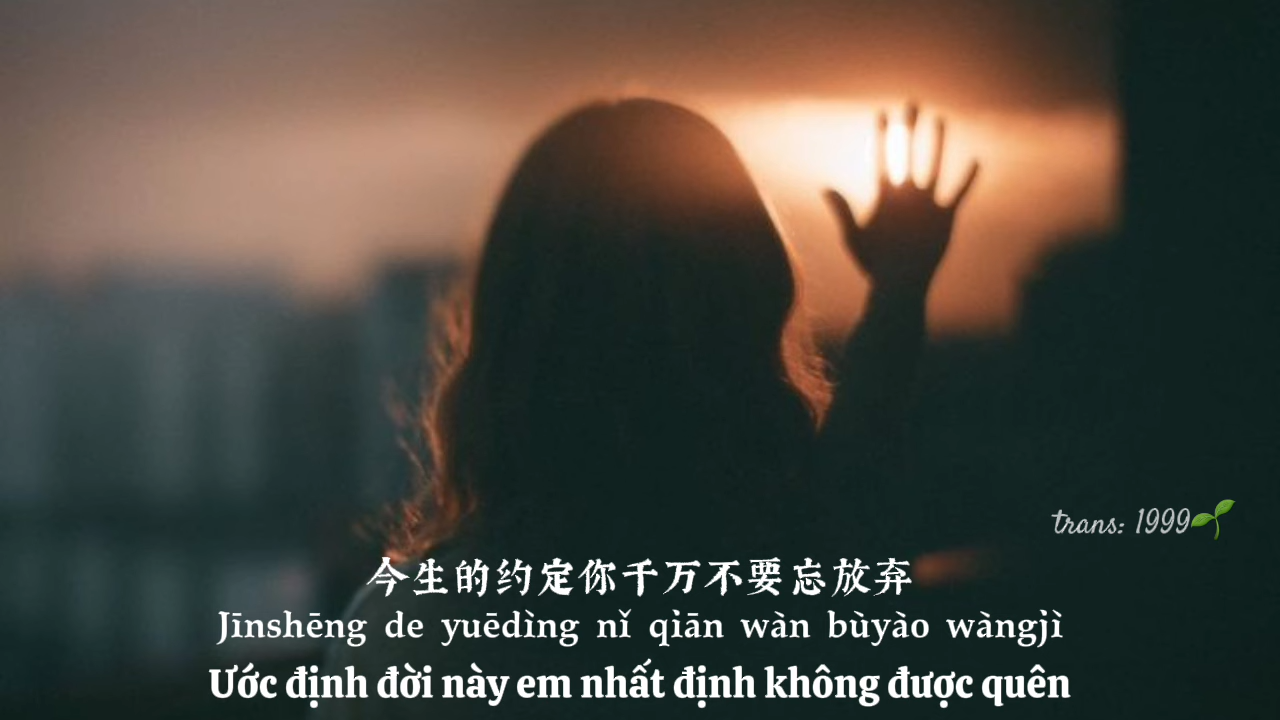 trans: 1999🌱
今生的约定你千万不要忘放弃
Jīnshēng de yuēdìng nǐ qiān wàn bùyào wàngjì
Ước định đời này em nhất định không được quên